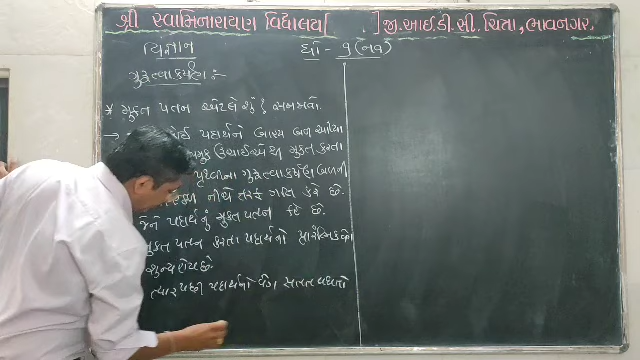 શ્રી સ્વામિનારાયણ વિદ્યાલય જી.આઈ.ડી.સી. ચિત્રા, ભાવનગર.
વિજ્ઞાન ધો - ૧ (નવ)
ગુરુત્વાકર્ષણ :-
* મુક્ત પતન એટલે શું? સમજાવો.
→ પદાર્થને બાહ્ય બળ આપ્યા
ઉંચાઈએથી મુક્ત કરતા
પૃથ્વીના ગુરુત્વાકર્ષણ બળની
નીચે તરફ ગતિ કરે છે.
જેને પદાર્થનું મુક્ત પતન કહે છે.
મુક્ત પતન કરતા પદાર્થનો પ્રારંભિક વેગ
શૂન્ય હોય છે.
ત્યાર પછી પદાર્થનો વેગ સતત વધતો